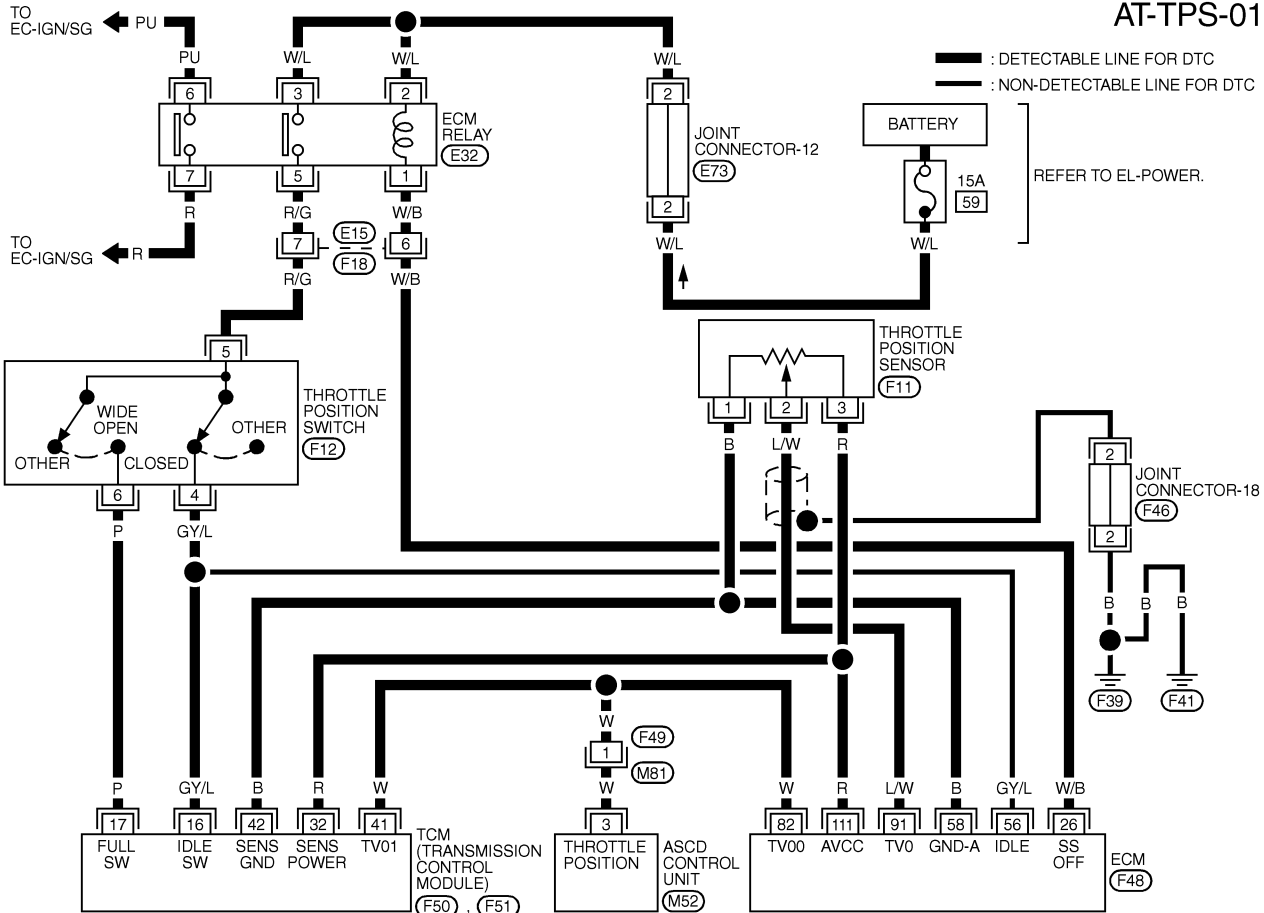 AT-TPS-01
TO
EC-IGN/SG
PU
: DETECTABLE LINE FOR DTC
: NON-DETECTABLE LINE FOR DTC
PU
W/L
W/L
W/L
6
3
2
2
ECM
RELAY
E32
JOINT
CONNECTOR-12
E73
BATTERY
15A
59
REFER TO EL-POWER.
7
5
1
2
R
R/G
W/B
W/L
W/L
TO
EC-IGN/SG
R
7
E15
F18
6
R/G
W/B
5
THROTTLE
POSITION
SWITCH
F12
WIDE
OPEN
OTHER
OTHER
CLOSED
6
4
P
GY/L
THROTTLE
POSITION
SENSOR
F11
1
2
3
B
L/W
R
2
JOINT
CONNECTOR-18
F46
2
B
B
B
F39
F41
W
1
F49
M81
P
GY/L
B
R
W
W
W
R
L/W
B
GY/L
W/B
17
16
42
32
41
3
82
111
91
58
56
26
FULL
SW
IDLE
SW
SENS
GND
SENS
POWER
TV01
TCM
(TRANSMISSION
CONTROL
MODULE)
F50 , F51
THROTTLE
POSITION
ASCD
CONTROL
UNIT
M52
TV00
AVCC
TV0
GND-A
IDLE
SS
OFF
ECM
F48